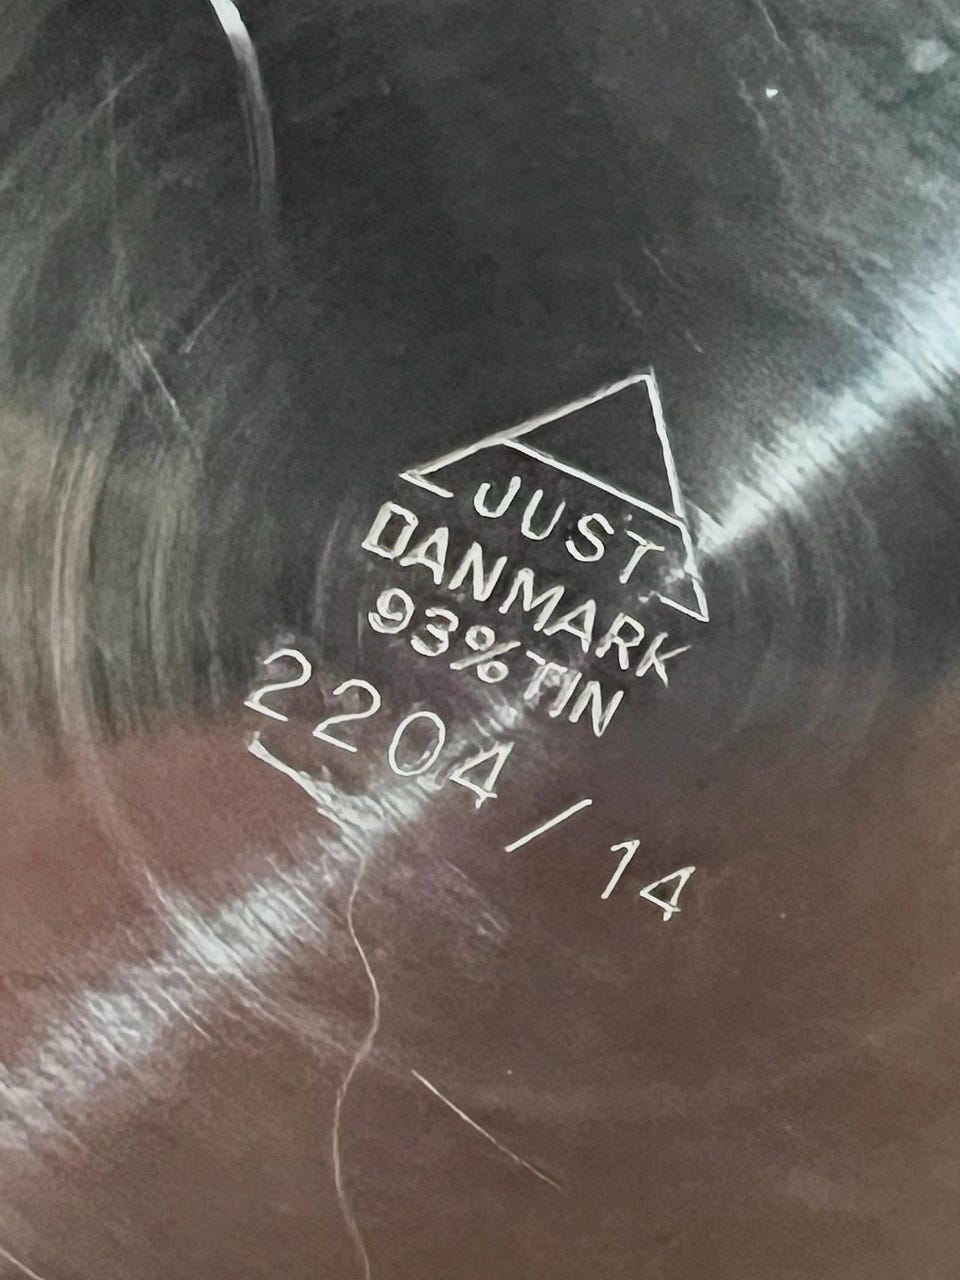 JUST
DANMARK
93% TIN
2204 / 14